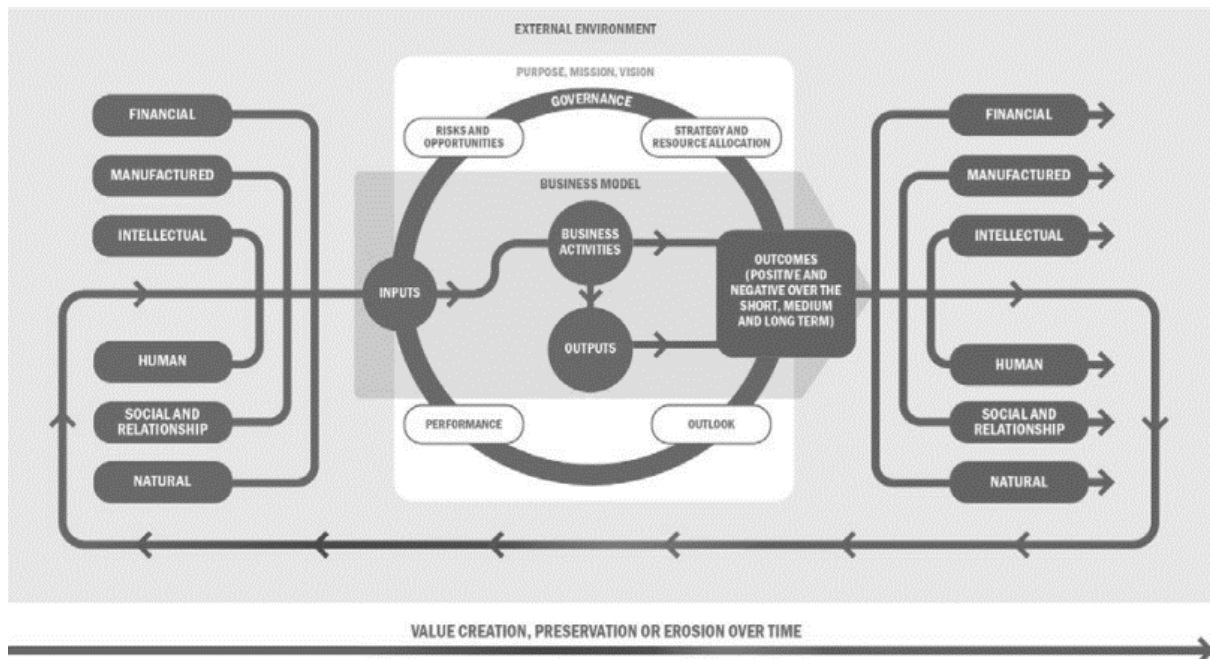 EXTERNAL ENVIRONMENT
PURPOSE, MISSION, VISION
GOVERNANCE
RISKS AND
OPPORTUNITIES
STRATEGY AND
RESOURCE ALLOCATION
FINANCIAL
MANUFACTURED
INTELLECTUAL
HUMAN
SOCIAL AND
RELATIONSHIP
NATURAL
BUSINESS MODEL
INPUTS
BUSINESS
ACTIVITIES
OUTPUTS
OUTCOMES
(POSITIVE AND
NEGATIVE OVER THE
SHORT, MEDIUM
AND LONG TERM)
PERFORMANCE
OUTLOOK
FINANCIAL
MANUFACTURED
INTELLECTUAL
HUMAN
SOCIAL AND
RELATIONSHIP
NATURAL
VALUE CREATION, PRESERVATION OR EROSION OVER TIME